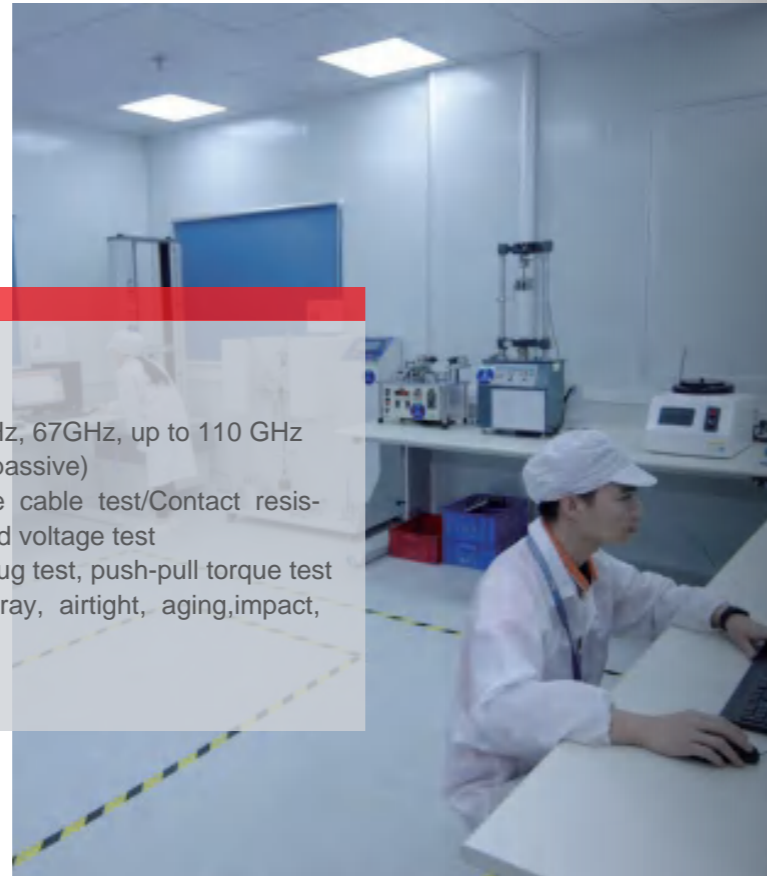 Hz, 67GHz, up to 110 GHz
passive)
cable test/Contact resis-
d voltage test
ug test, push-pull torque test
ray, airtight, aging,impact,